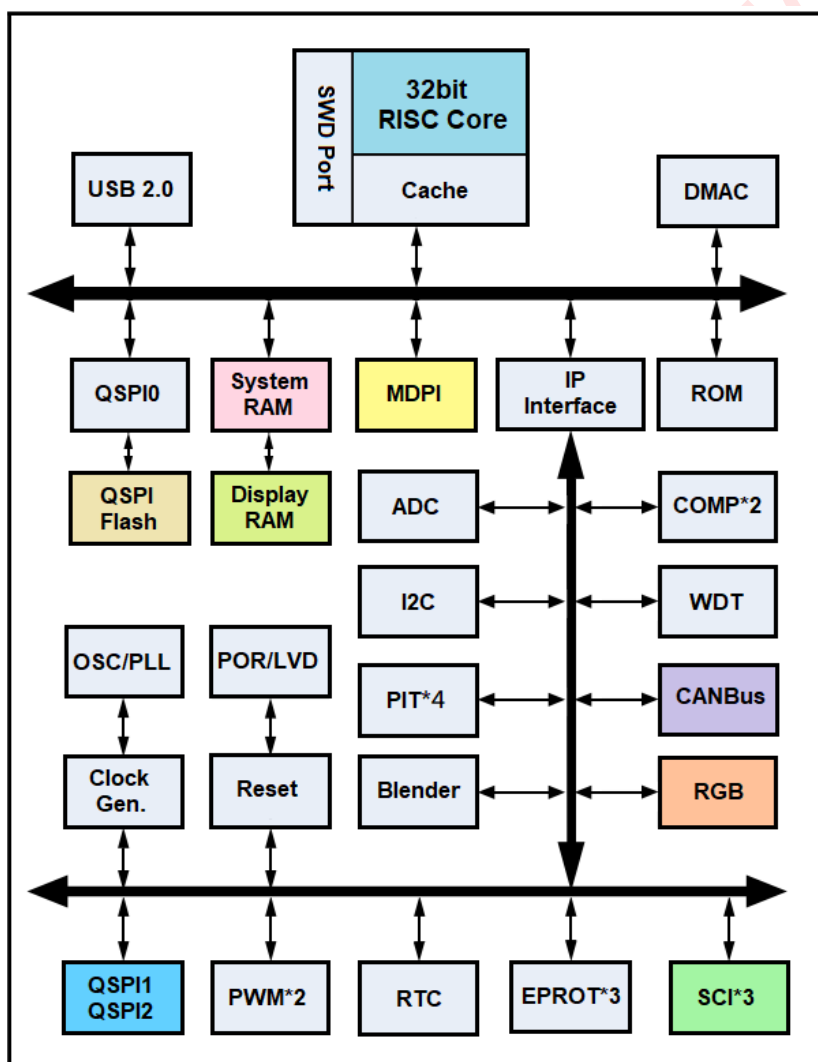 SWD Port
32bit
RISC Core
Cache
USB 2.0
DMAC
QSPI0
System
RAM
MDPI
IP
Interface
ROM
QSPI
Flash
Display
RAM
ADC
COMP*2
I2C
WDT
OSC/PLL
POR/LVD
PIT*4
CANBus
Clock
Gen.
Reset
Blender
RGB
QSPI1
QSPI2
PWM*2
RTC
EPROT*3
SCI*3